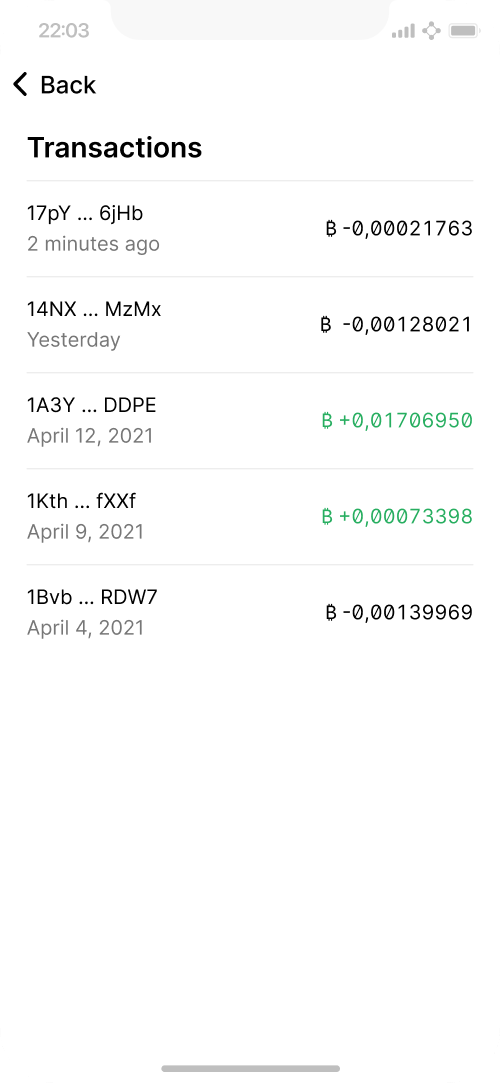 22:03
Back
Transactions
17pY ... 6jHb
2 minutes ago
₿ -0,00021763
14NX ... MzMx
Yesterday
₿ -0,00128021
1A3Y ... DDPE
April 12, 2021
₿ +0,01706950
1Kth ... fXXf
April 9, 2021
₿ +0,00073398
1Bvb ... RDW7
April 4, 2021
₿ -0,00139969